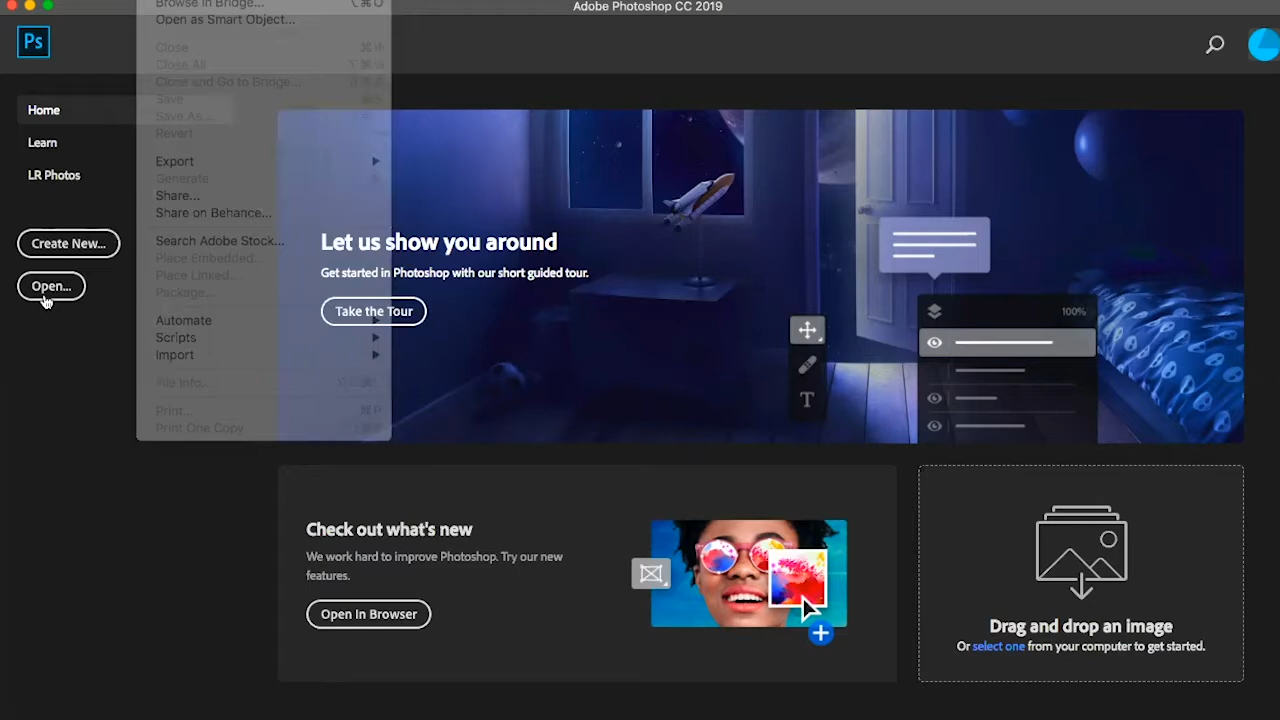 Adobe Photoshop CC 2019
Ps
Browse in Bridge... ⌥⌘O
Open as Smart Object...
Close
Close All
Close and Go to Bridge...
Save
Save As...
Revert
Export
Generate
Share...
Share on Behance...
Search Adobe Stock...
Place Embedded...
Place Linked...
Package...
Automate
Scripts
Import
File Info...
Print... ⌘P
Print One Copy
Home
Learn
LR Photos
Create New...
Open...
Let us show you around
Get started in Photoshop with our short guided tour.
Take the Tour
100%
T
Check out what's new
We work hard to improve Photoshop. Try our new
features.
Open in Browser
Drag and drop an image
Or select one from your computer to get started.